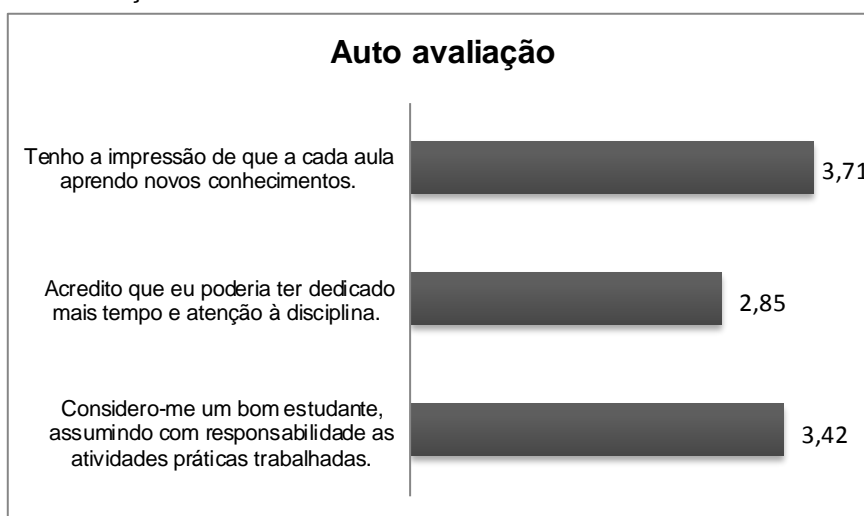 Auto avaliação
Tenho a impressão de que a cada aula
aprendo novos conhecimentos.
3,71
Acredito que eu poderia ter dedicado
mais tempo e atenção à disciplina.
2,85
Considero-me um bom estudante,
assumindo com responsabilidade as
atividades práticas trabalhadas.
3,42